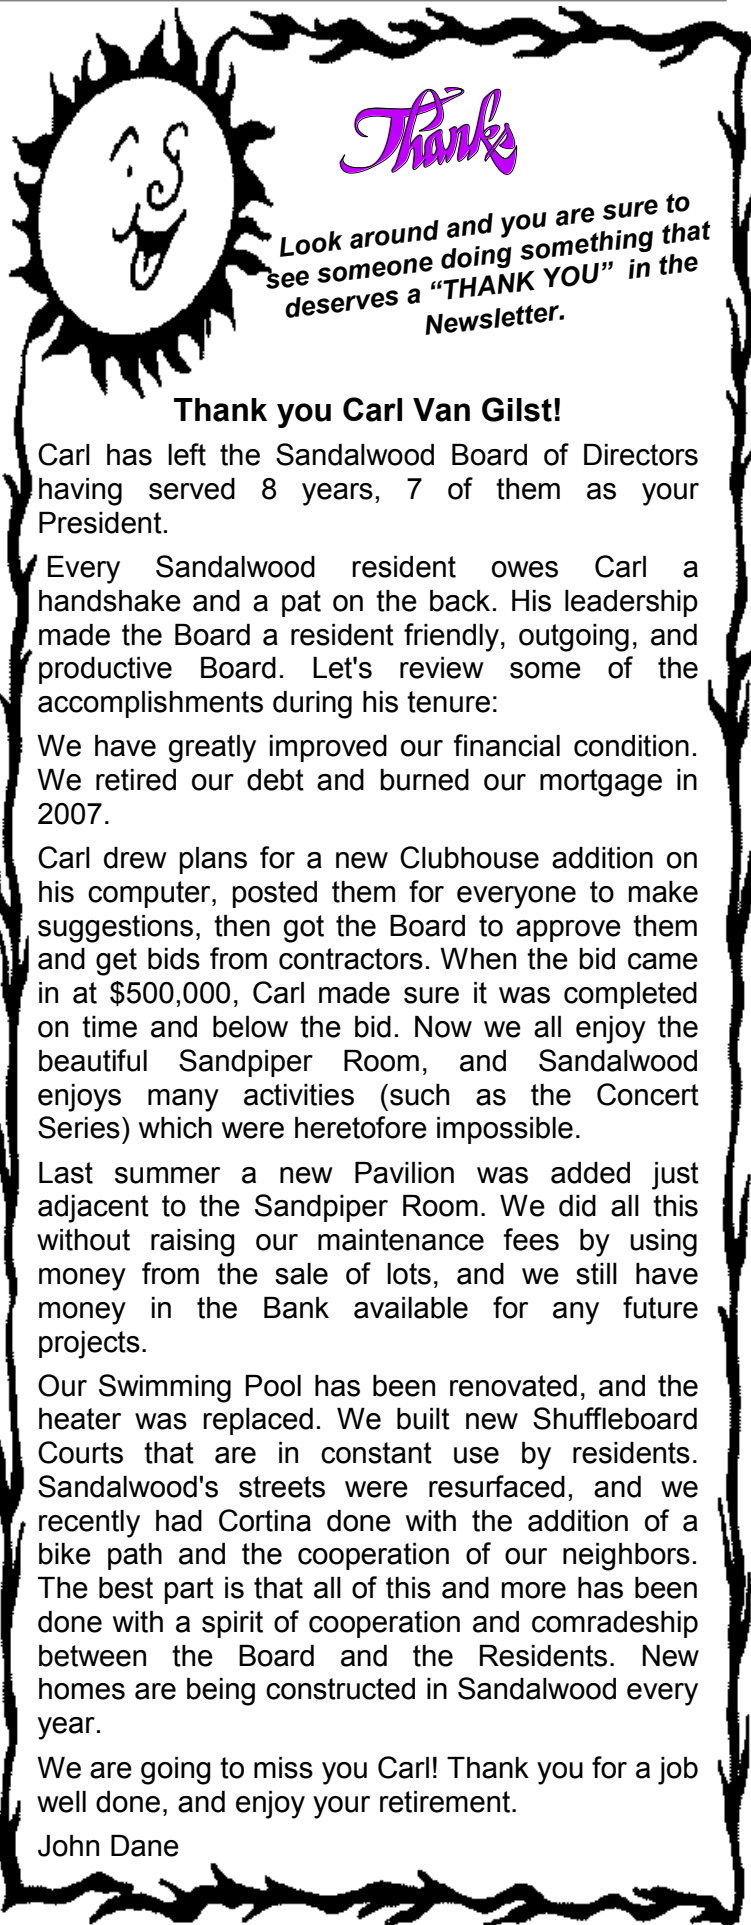 Thanks
Look around and you are sure to
see someone doing something that
deserves a “THANK YOU” in the
Newsletter.
Thank you Carl Van Gilst!
Carl has left the Sandalwood Board of Directors
having served 8 years, 7 of them as your
President.
Every Sandalwood resident owes Carl a
handshake and a pat on the back. His leadership
made the Board a resident friendly, outgoing, and
productive Board. Let's review some of the
accomplishments during his tenure:
We have greatly improved our financial condition.
We retired our debt and burned our mortgage in
2007.
Carl drew plans for a new Clubhouse addition on
his computer, posted them for everyone to make
suggestions, then got the Board to approve them
and get bids from contractors. When the bid came
in at $500,000, Carl made sure it was completed
on time and below the bid. Now we all enjoy the
beautiful Sandpiper Room, and Sandalwood
enjoys many activities (such as the Concert
Series) which were heretofore impossible.
Last summer a new Pavilion was added just
adjacent to the Sandpiper Room. We did all this
without raising our maintenance fees by using
money from the sale of lots, and we still have
money in the Bank available for any future
projects.
Our Swimming Pool has been renovated, and the
heater was replaced. We built new Shuffleboard
Courts that are in constant use by residents.
Sandalwood's streets were resurfaced, and we
recently had Cortina done with the addition of a
bike path and the cooperation of our neighbors.
The best part is that all of this and more has been
done with a spirit of cooperation and comradeship
between the Board and the Residents. New
homes are being constructed in Sandalwood every
year.
We are going to miss you Carl! Thank you for a job
well done, and enjoy your retirement.
John Dane